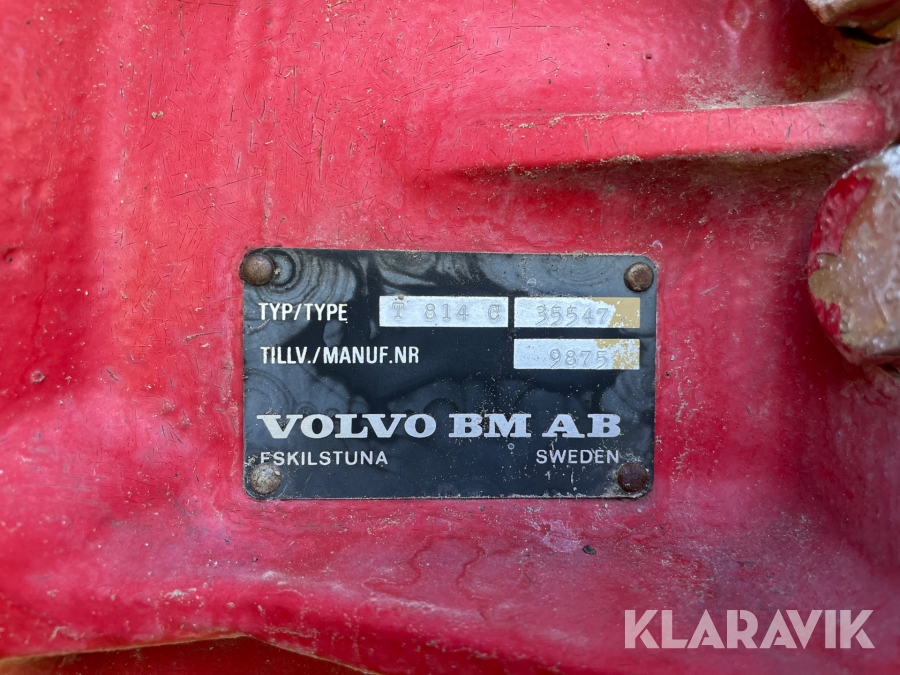 TYP/TYPE T 814 C 35547
TILLV./MANUF.NR 9875
VOLVO BM AB
ESKILSTUNA SWEDEN
KLARAVIK